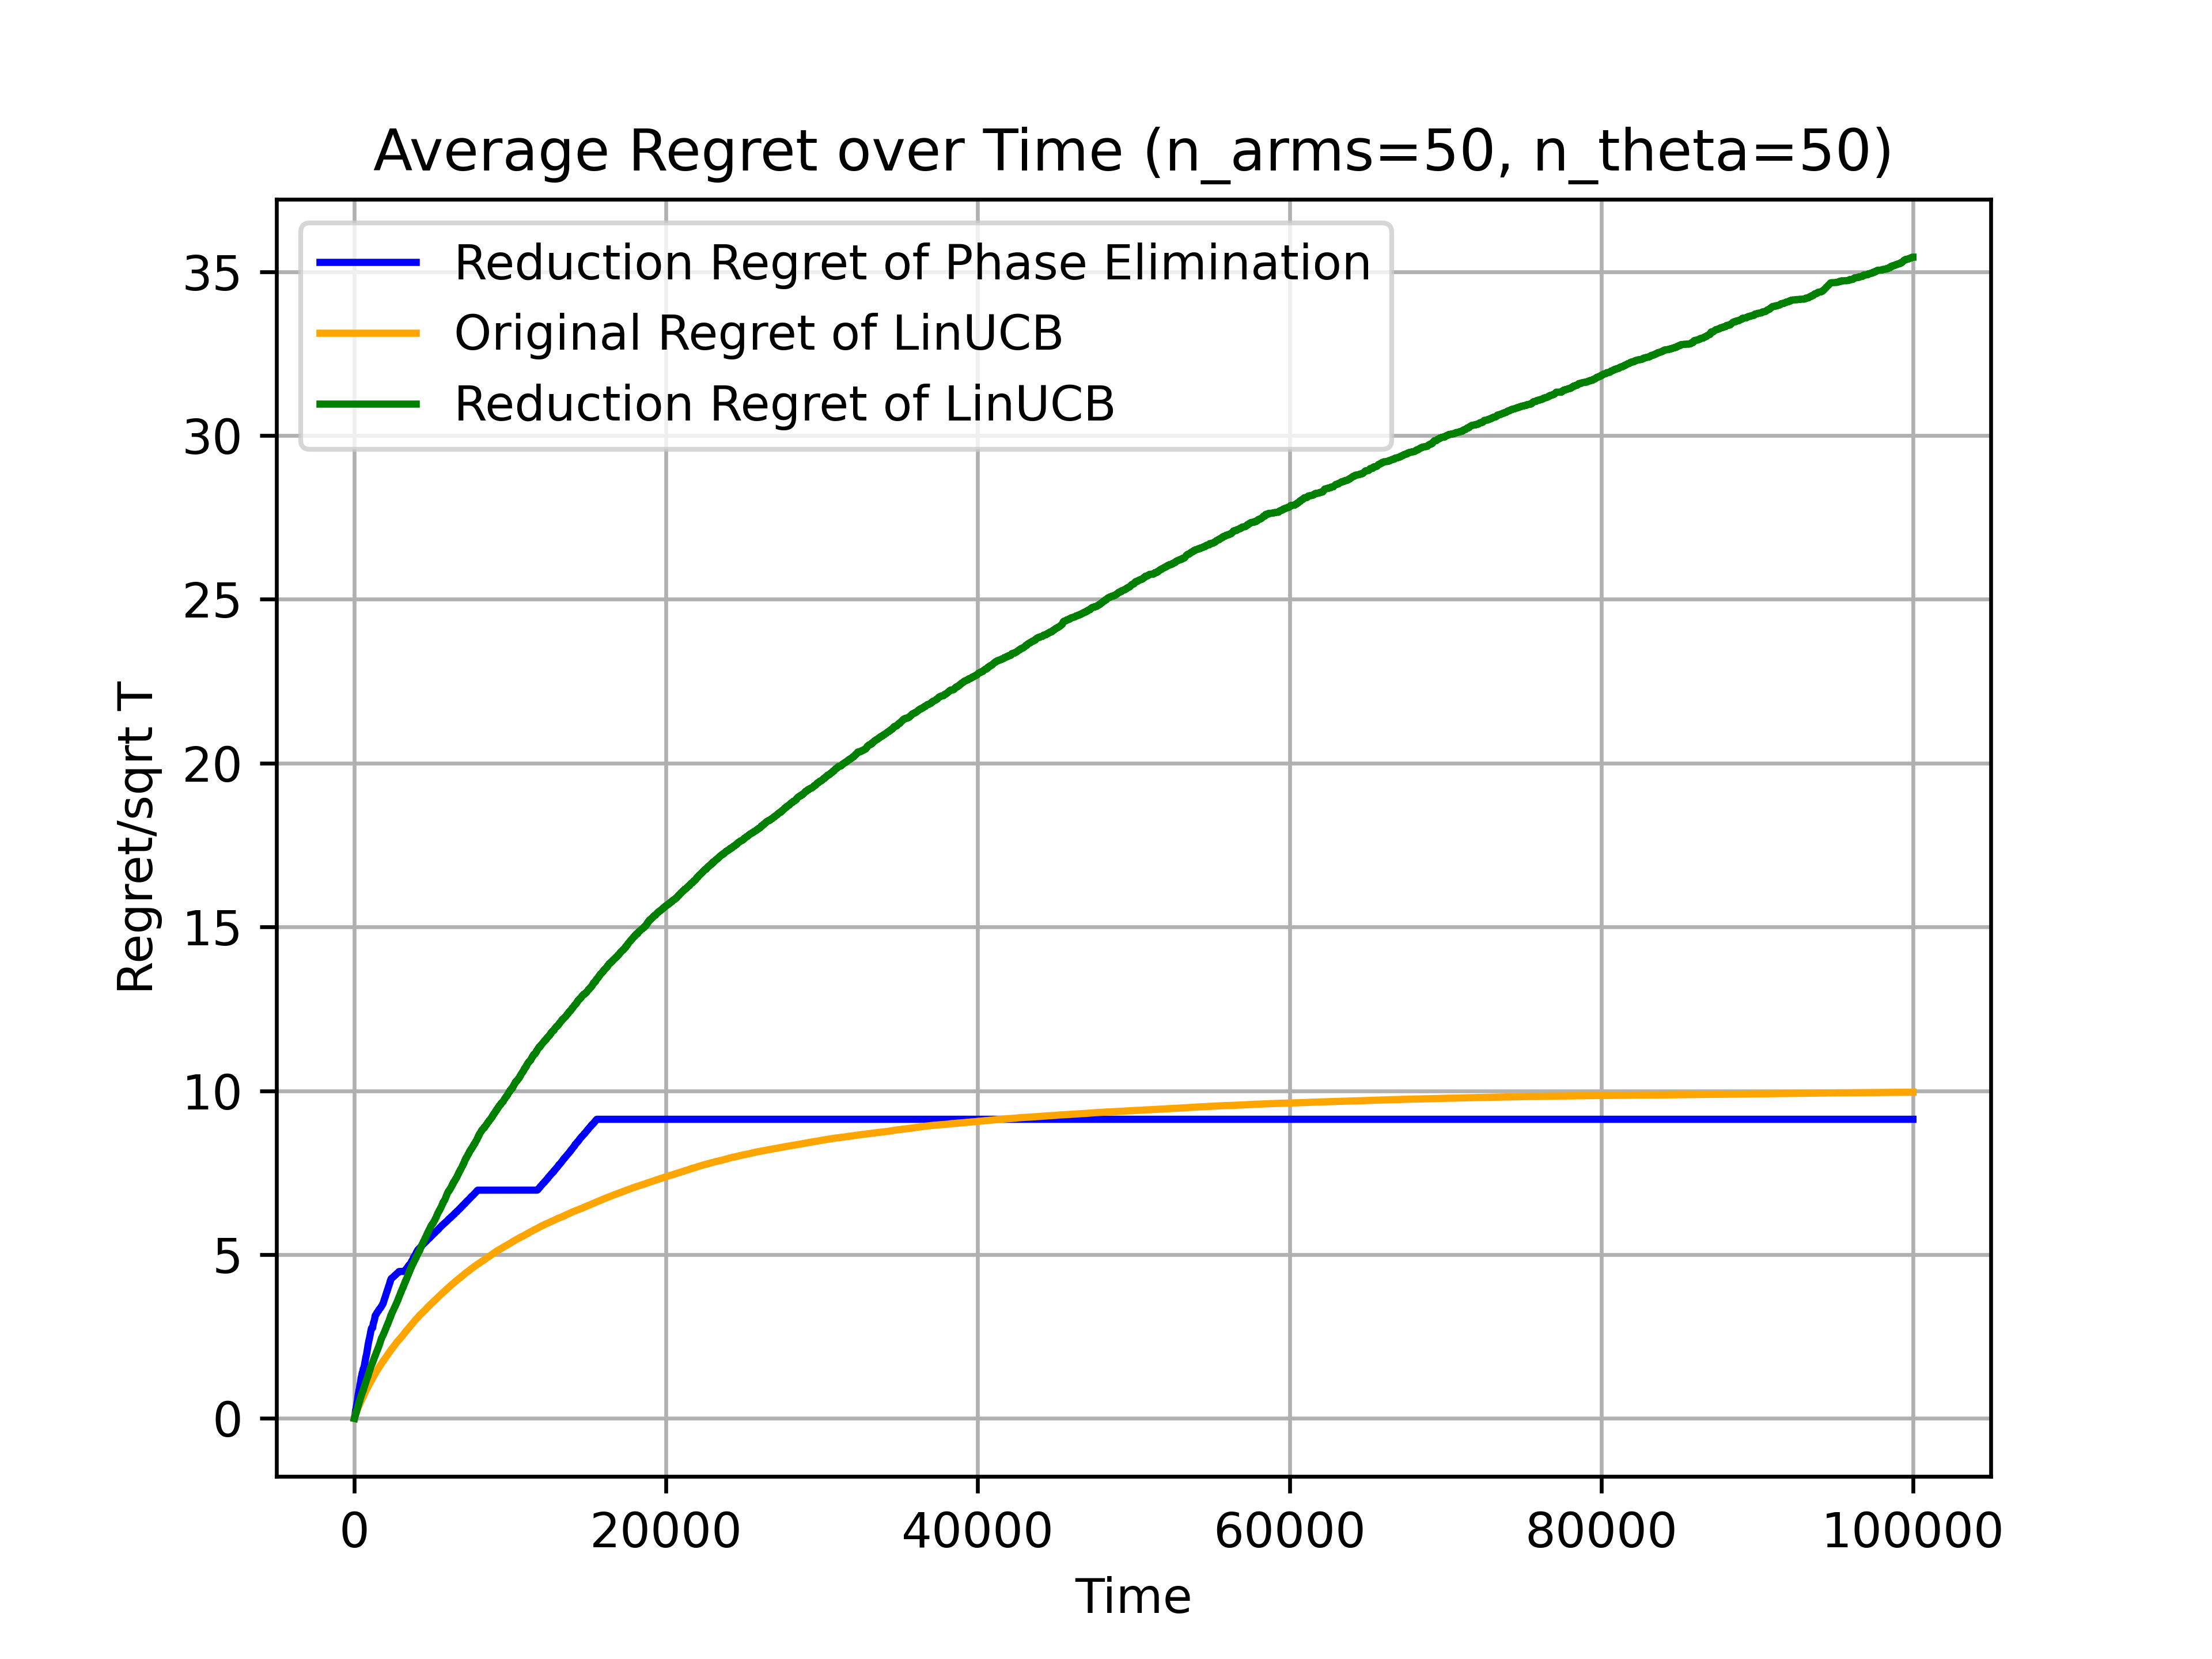 Average Regret over Time (n_arms=50, n_theta=50)
Reduction Regret of Phase Elimination
Original Regret of LinUCB
Reduction Regret of LinUCB
Regret/sqrt T
35
30
25
20
15
10
5
0
0 20000 40000 60000 80000 100000
Time